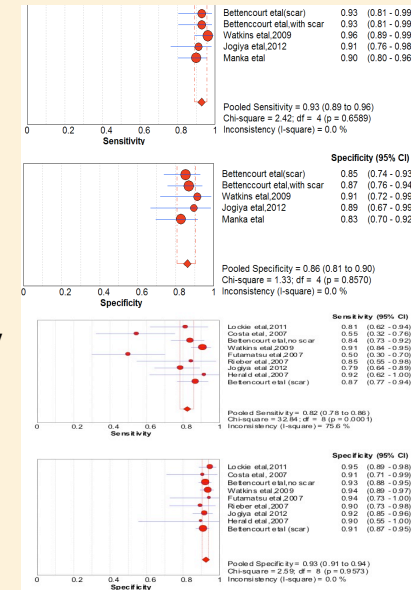 Bettencourt etal(scar) 0.93 (0.81 - 0.99
Bettenccourt etal,with scar 0.93 (0.81 - 0.99
Watkins etal,2009 0.96 (0.89 - 0.99
Jogiya etal,2012 0.91 (0.76 - 0.98
Manka etal 0.90 (0.80 - 0.96
Pooled Sensitivity = 0.93 (0.89 to 0.96)
Chi-square = 2.42; df = 4 (p = 0.6589)
Inconsistency (I-square) = 0.0 %
0 0.2 0.4 0.6 0.8 1
Sensitivity
Specificity (95% CI)
Bettencourt etal(scar) 0.85 (0.74 - 0.93
Bettenccourt etal,with scar 0.87 (0.76 - 0.94
Watkins etal,2009 0.91 (0.72 - 0.99
Jogiya etal,2012 0.89 (0.67 - 0.99
Manka etal 0.83 (0.70 - 0.92
Pooled Specificity = 0.86 (0.81 to 0.90)
Chi-square = 1.33; df = 4 (p = 0.8570)
Inconsistency (I-square) = 0.0 %
0 0.2 0.4 0.6 0.8 1
Specificity
Sensitivity (95% CI)
Lockie etal,2011 0.81 (0.62 - 0.94)
Costa etal, 2007 0.55 (0.32 - 0.76)
Bettencourt etal,no scar 0.84 (0.73 - 0.92)
Watkins etal,2009 0.91 (0.84 - 0.95)
Futamatsu etal,2007 0.50 (0.30 - 0.70)
Rieber etal,2007 0.85 (0.55 - 0.98)
Jogiya etal 2012 0.79 (0.64 - 0.89)
Herald etal,2007 0.92 (0.62 - 1.00)
Bettencourt etal (scar) 0.87 (0.77 - 0.94)
Pooled Sensitivity = 0.82 (0.78 to 0.86)
Chi-square = 32.84; df = 8 (p = 0.0001)
Inconsistency (I-square) = 75.6 %
0 0.2 0.4 0.6 0.8 1
Sensitivity
Specificity (95% CI)
Lockie etal,2011 0.95 (0.89 - 0.98)
Costa etal, 2007 0.91 (0.71 - 0.99)
Bettencourt etal,no scar 0.93 (0.88 - 0.95)
Watkins etal,2009 0.94 (0.89 - 0.97)
Futamatsu etal,2007 0.94 (0.73 - 1.00)
Rieber etal,2007 0.90 (0.73 - 0.98)
Jogiya etal 2012 0.92 (0.85 - 0.96)
Herald etal,2007 0.90 (0.55 - 1.00)
Bettencourt etal (scar) 0.91 (0.87 - 0.95)
Pooled Specificity = 0.93 (0.91 to 0.94)
Chi-square = 2.59; df = 8 (p = 0.9573)
Inconsistency (I-square) = 0.0 %
0 0.2 0.4 0.6 0.8 1
Specificity